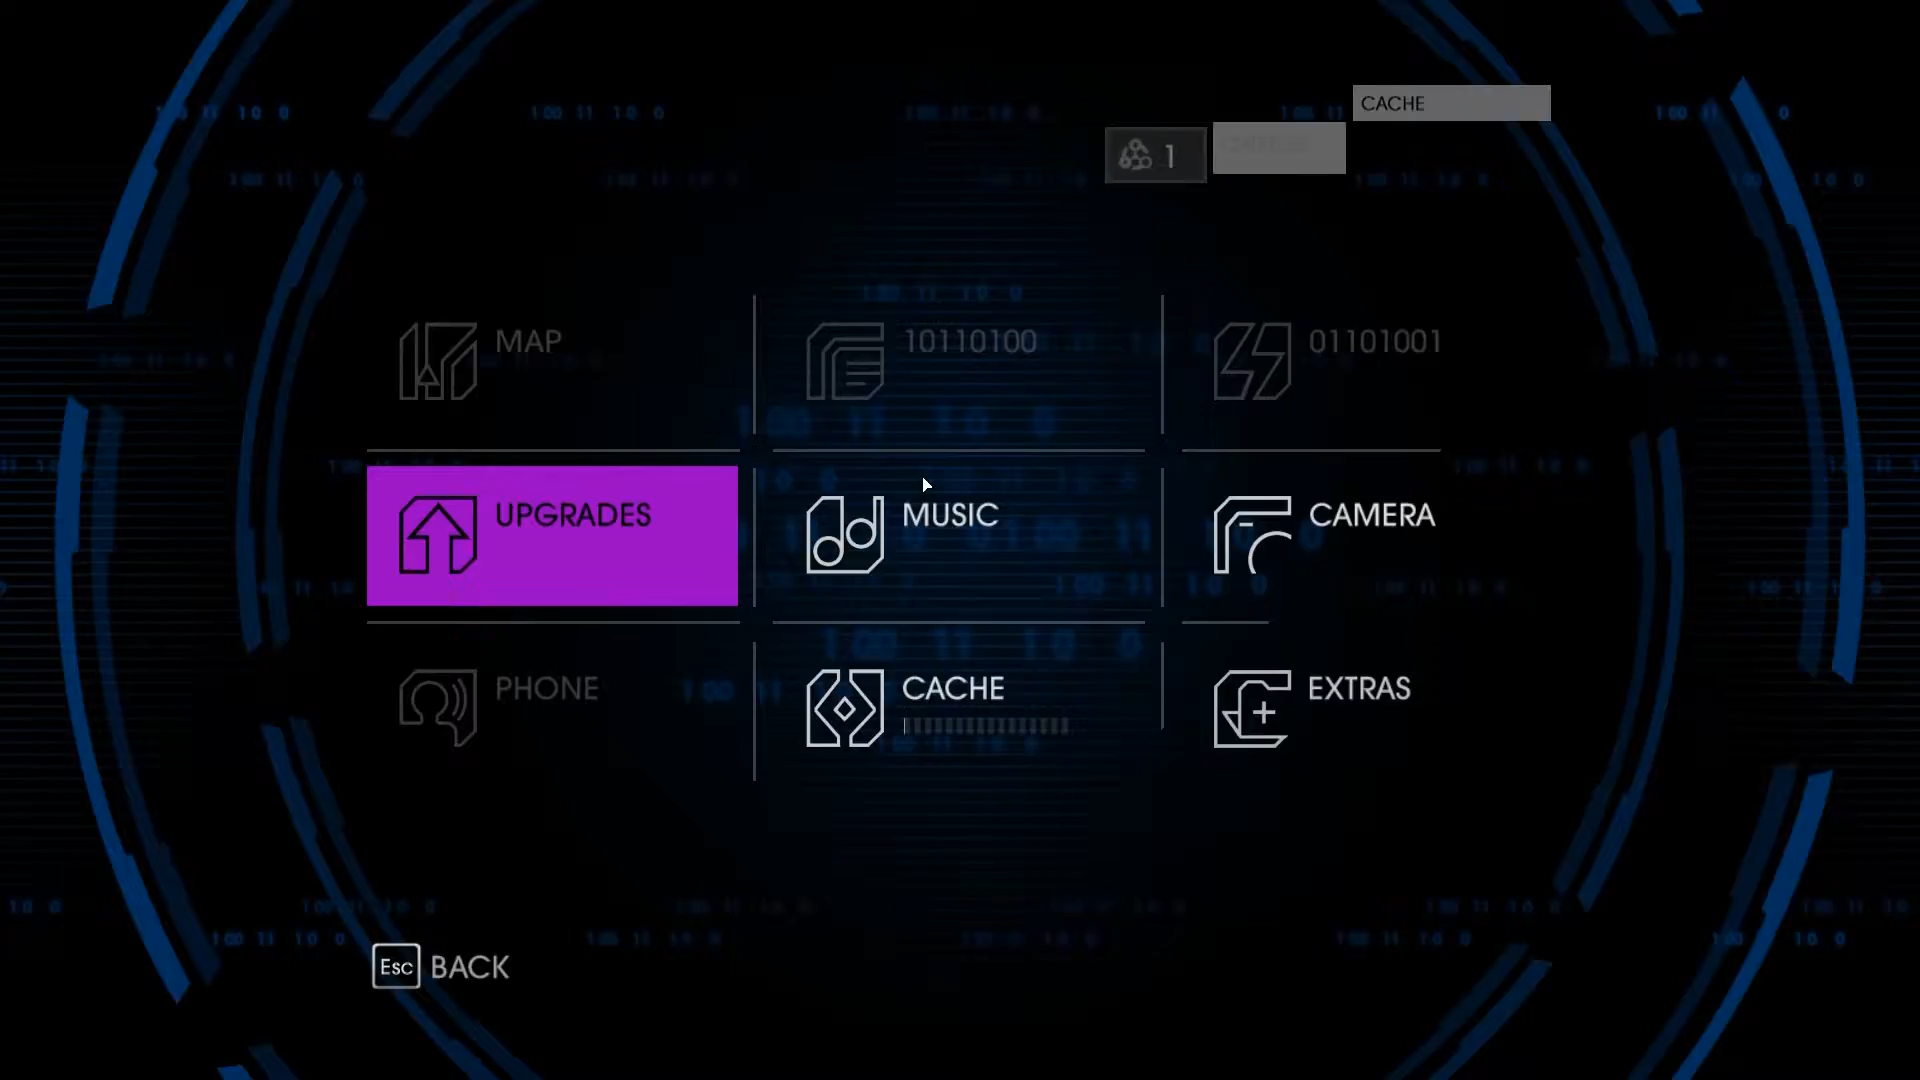 CACHE
1
MAP
10110100
01101001
UPGRADES
MUSIC
CAMERA
PHONE
CACHE
EXTRAS
Esc BACK